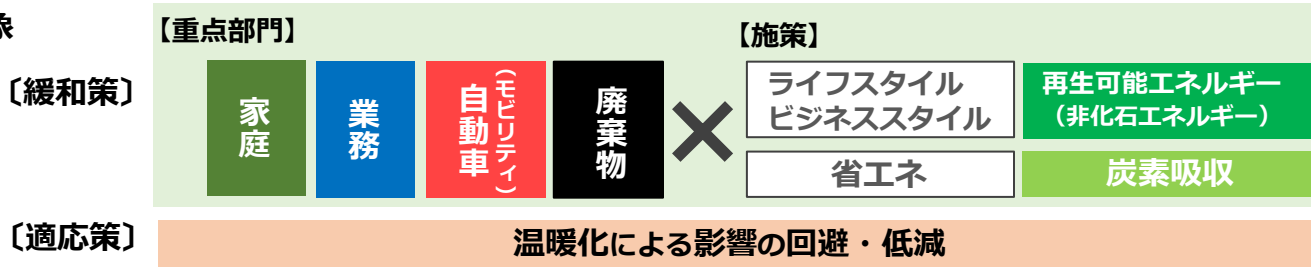 象
【重点部門】
【施策】
〔緩和策〕
家庭
業務
自動車
（モビリティ）
廃棄物
×
ライフスタイル
ビジネススタイル
再生可能エネルギー
（非化石エネルギー）
省エネ
炭素吸収
〔適応策〕
温暖化による影響の回避・低減